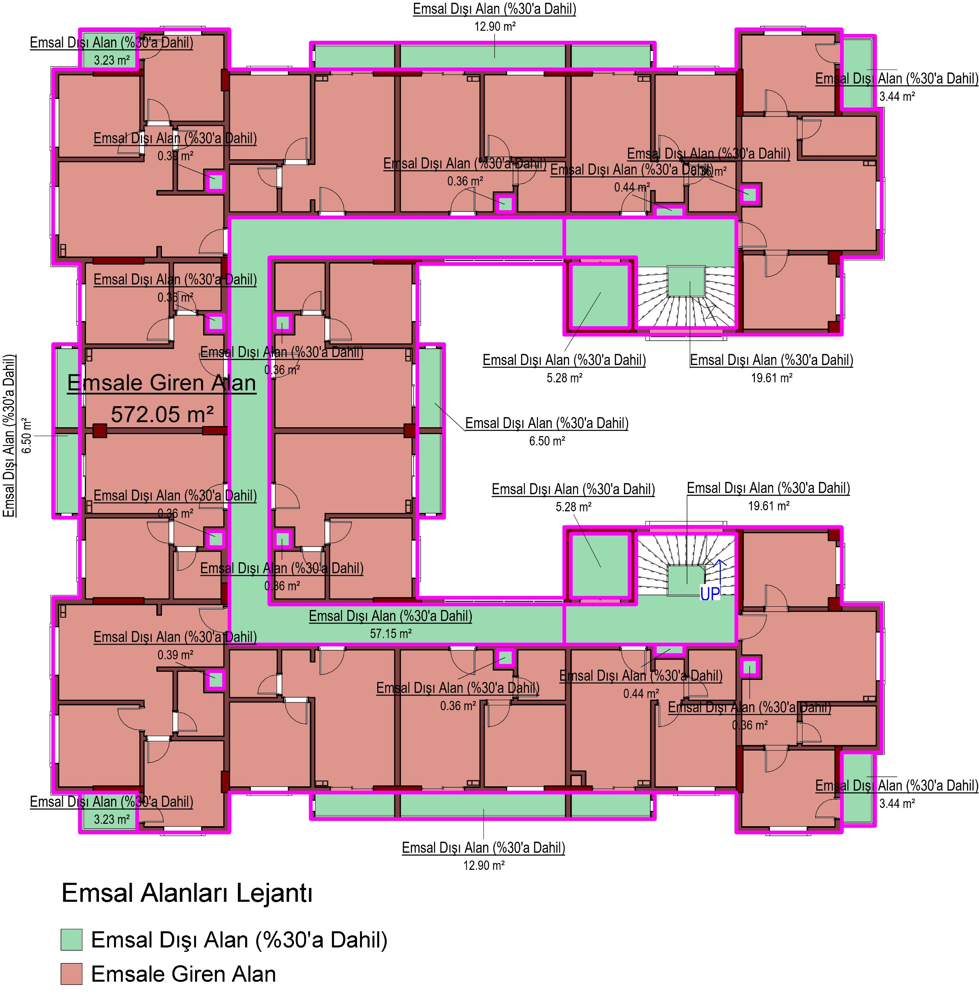 Emsal Dışı Alan (%30'a Dahil)
12.90 m²
Emsal Dışı Alan (%30'a Dahil)
3.23 m²
Emsal Dışı Alan (%30'a Dahil)
3.44 m²
Emsal Dışı Alan (%30'a Dahil)
0.39 m²
Emsal Dışı Alan (%30'a Dahil)
0.36 m²
Emsal Dışı Alan (%30'a Dahil)
0.36 m²
Emsal Dışı Alan (%30'a Dahil)
0.44 m²
Emsal Dışı Alan (%30'a Dahil)
0.36 m²
Emsal Dışı Alan (%30'a Dahil)
0.36 m²
Emsal Dışı Alan (%30'a Dahil)
5.28 m²
Emsal Dışı Alan (%30'a Dahil)
19.61 m²
Emsale Giren Alan
572.05 m²
Emsal Dışı Alan (%30'a Dahil)
6.50 m²
Emsal Dışı Alan (%30'a Dahil)
6.50 m²
Emsal Dışı Alan (%30'a Dahil)
0.36 m²
Emsal Dışı Alan (%30'a Dahil)
5.28 m²
Emsal Dışı Alan (%30'a Dahil)
19.61 m²
Emsal Dışı Alan (%30'a Dahil)
0.36 m²
UP
Emsal Dışı Alan (%30'a Dahil)
57.15 m²
Emsal Dışı Alan (%30'a Dahil)
0.39 m²
Emsal Dışı Alan (%30'a Dahil)
0.36 m²
Emsal Dışı Alan (%30'a Dahil)
0.44 m²
Emsal Dışı Alan (%30'a Dahil)
0.36 m²
Emsal Dışı Alan (%30'a Dahil)
3.23 m²
Emsal Dışı Alan (%30'a Dahil)
3.44 m²
Emsal Dışı Alan (%30'a Dahil)
12.90 m²
Emsal Alanları Lejantı
Emsal Dışı Alan (%30'a Dahil)
Emsale Giren Alan